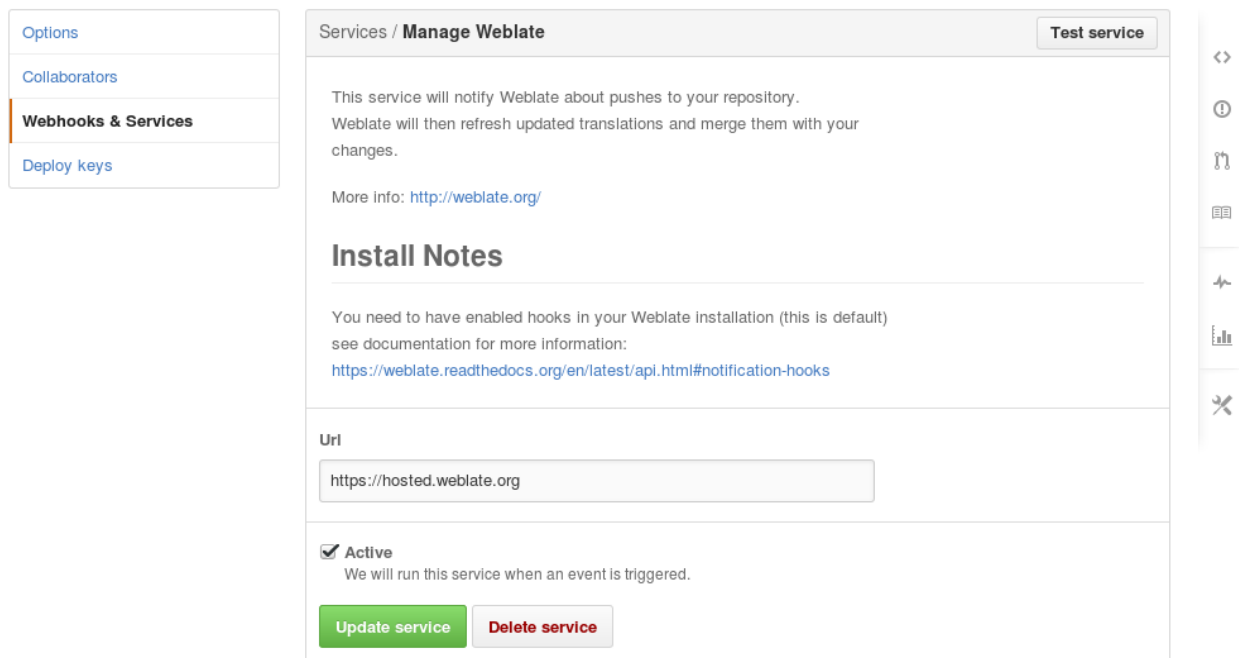 Options
Collaborators
Webhooks & Services
Deploy keys
Services / Manage Weblate
Test service
This service will notify Weblate about pushes to your repository.
Weblate will then refresh updated translations and merge them with your
changes.
More info: http://weblate.org/
Install Notes
You need to have enabled hooks in your Weblate installation (this is default)
see documentation for more information:
https://weblate.readthedocs.org/en/latest/api.html#notification-hooks
Url
https://hosted.weblate.org
Active
We will run this service when an event is triggered.
Update service
Delete service